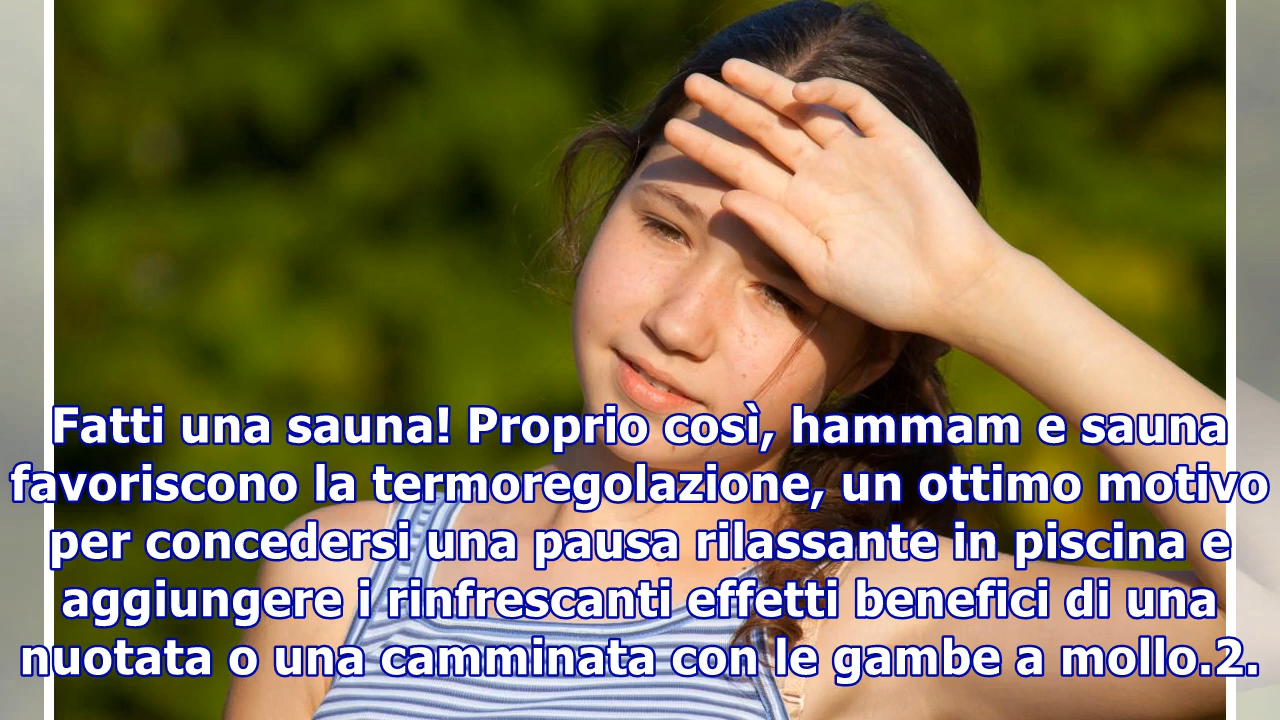 Fatti una sauna! Proprio così, hammam e sauna
favoriscono la termoregolazione, un ottimo motivo
per concedersi una pausa rilassante in piscina e
aggiungere i rinfrescanti effetti benefici di una
nuotata o una camminata con le gambe a mollo.2.